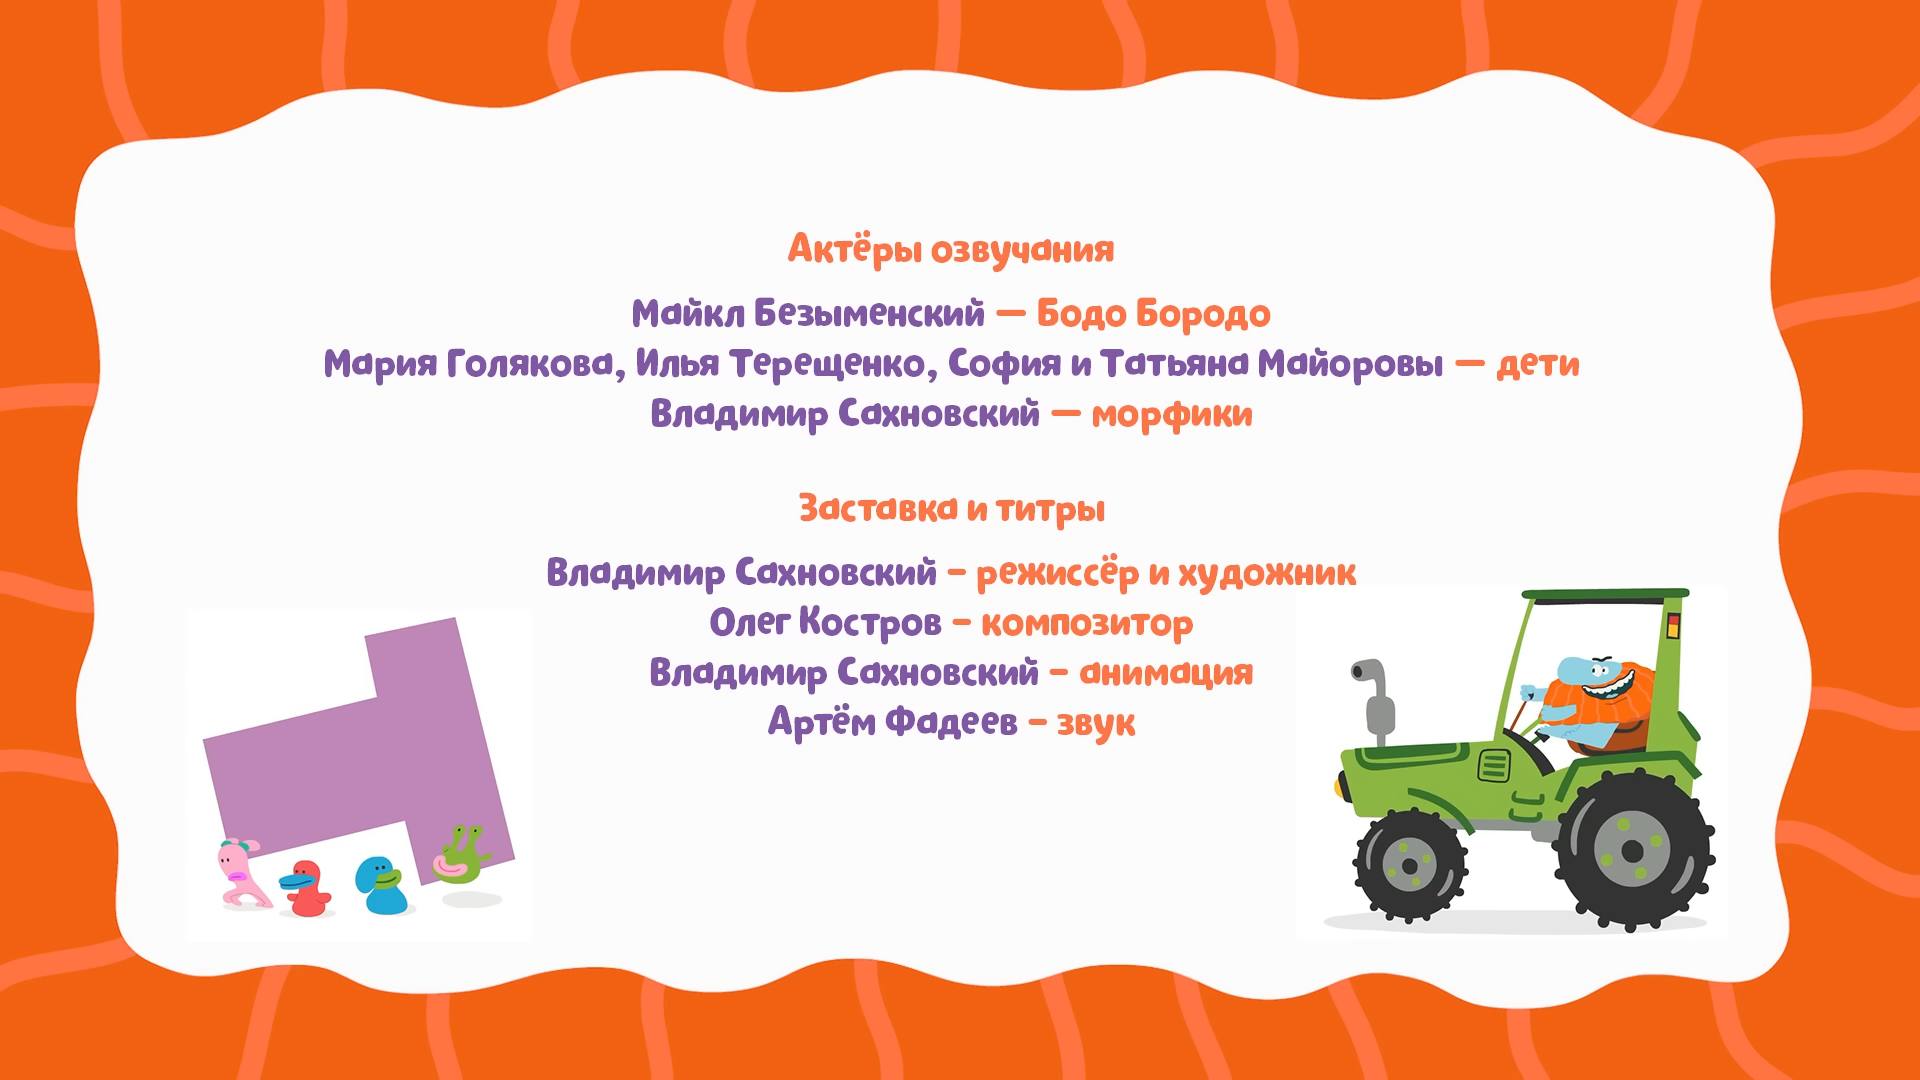 Актёры озвучания
Майкл Безыменский — Бодо Бородо
Мария Голякова, Илья Терещенко, София и Татьяна Майоровы — дети
Владимир Сахновский — морфики
Заставка и титры
Владимир Сахновский – режиссёр и художник
Олег Костров – композитор
Владимир Сахновский – анимация
Артём Фадеев – звук